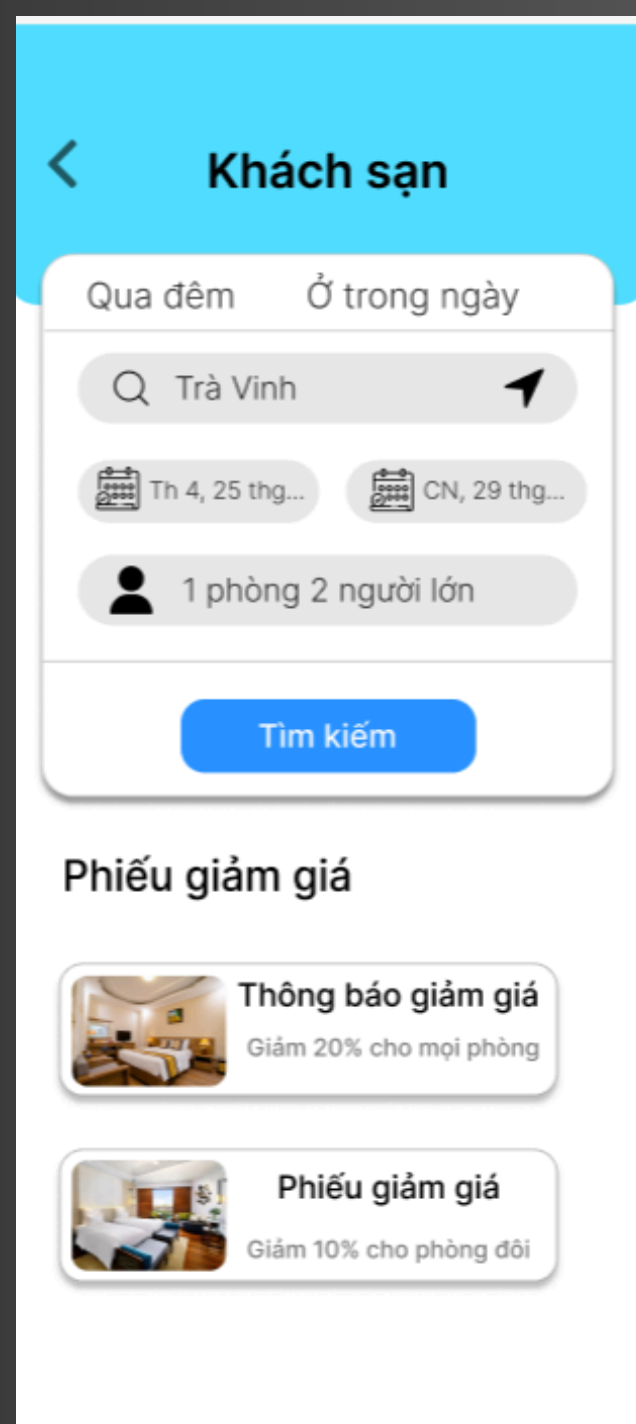 Khách sạn
Qua đêm Ở trong ngày
Trà Vinh
Th 4, 25 thg... CN, 29 thg...
1 phòng 2 người lớn
Tìm kiếm
Phiếu giảm giá
Thông báo giảm giá
Giảm 20% cho mọi phòng
Phiếu giảm giá
Giảm 10% cho phòng đôi